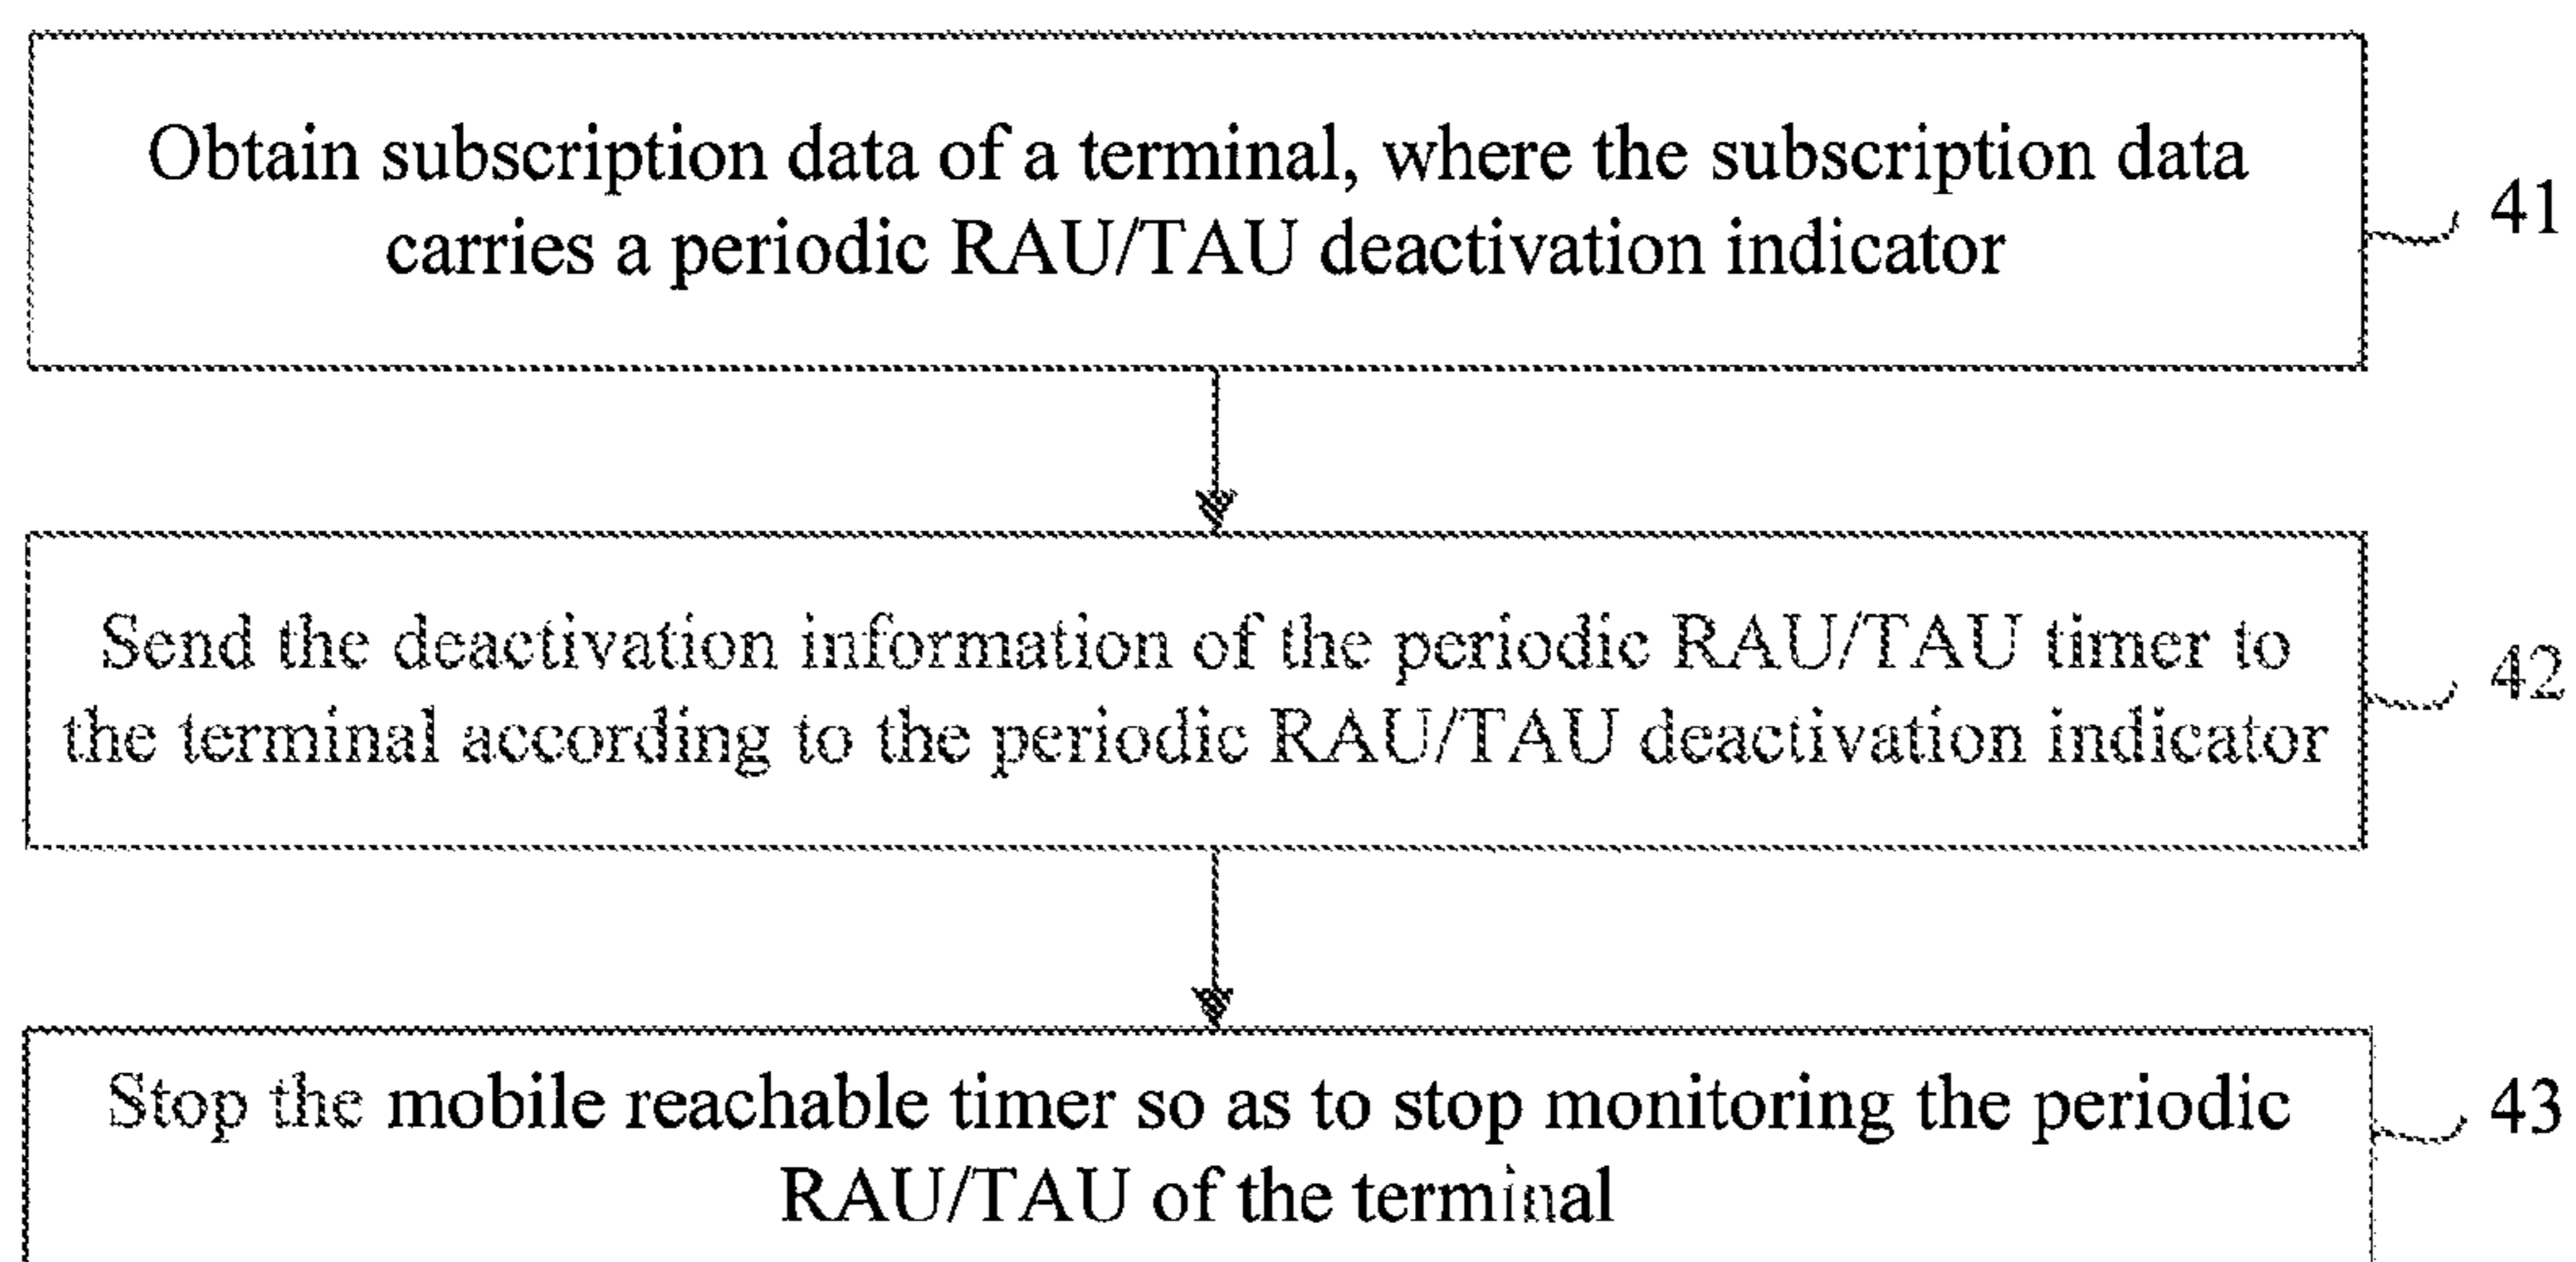 Obtain subscription data of a terminal, where the subscription data
carries a periodic RAU/TAU deactivation indicator
41
Send the deactivation information of the periodic RAU/TAU timer to
the terminal according to the periodic RAU/TAU deactivation indicator
42
Stop the mobile reachable timer so as to stop monitoring the periodic
RAU/TAU of the terminal
43